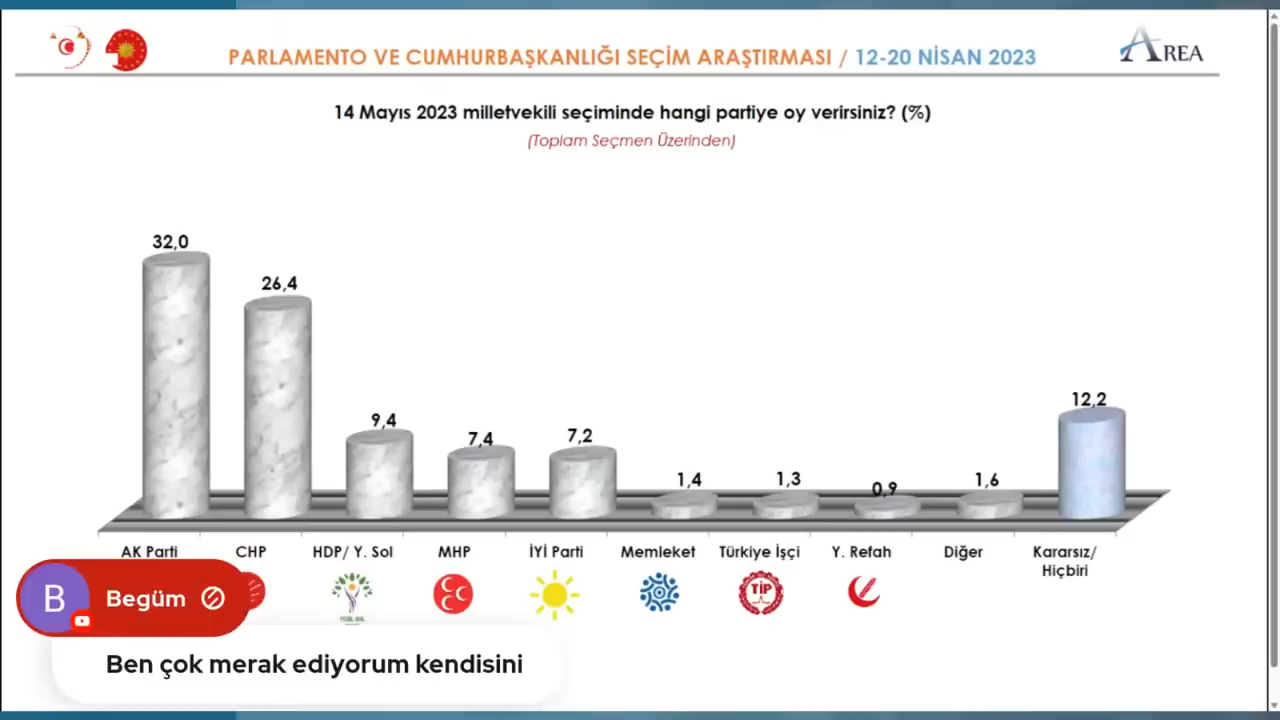 PARLAMENTO VE CUMHURBAŞKANLIĞI SEÇİM ARAŞTIRMASI / 12-20 NİSAN 2023
AREA
14 Mayıs 2023 milletvekili seçiminde hangi partiye oy verirsiniz? (%)
(Toplam Seçmen Üzerinden)
32,0
26,4
9,4
7,4
7,2
1,4
1,3
0,9
1,6
12,2
AK Parti
CHP
HDP/ Y. Sol
MHP
İYİ Parti
Memleket
Türkiye İşçi
Y. Refah
Diğer
Kararsız/
Hiçbiri
TİP
B
Begüm
Ben çok merak ediyorum kendisini